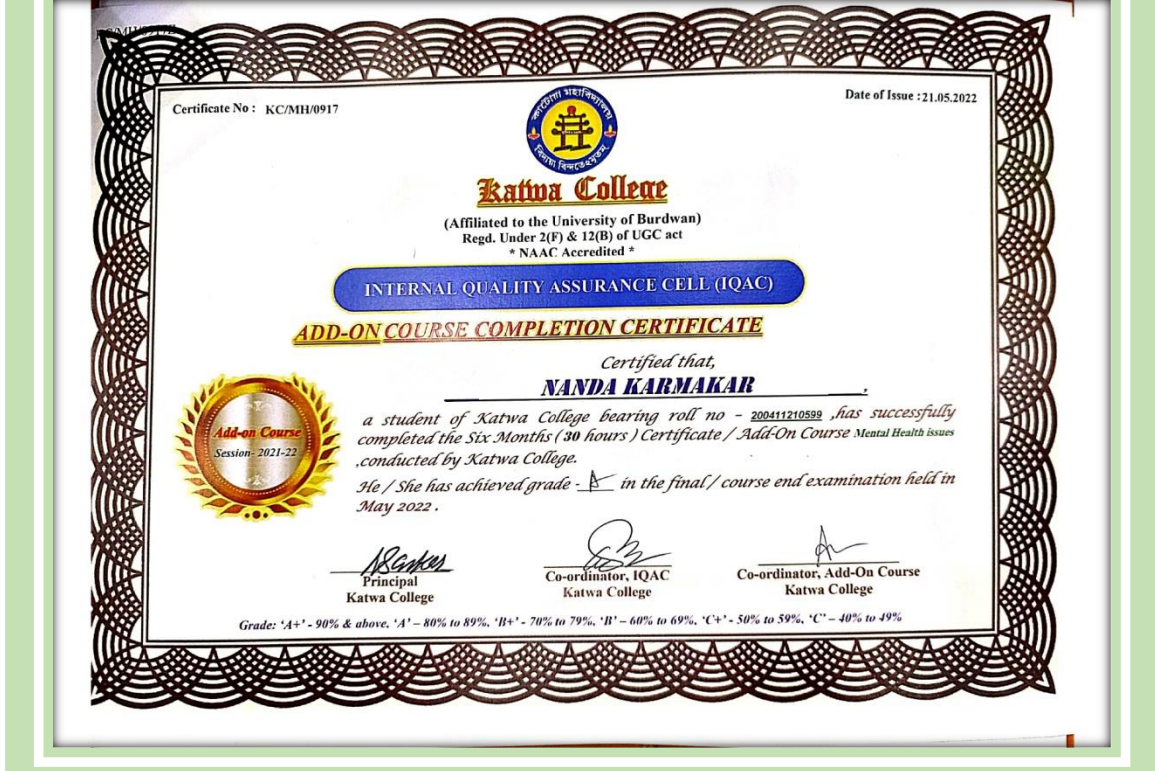 Certificate No : KC/MH/0917
Date of Issue :21.05.2022
কাটোয়া মহাবিদ্যালয়
Katwa College
(Affiliated to the University of Burdwan)
Regd. Under 2(F) & 12(B) of UGC act
* NAAC Accredited *
INTERNAL QUALITY ASSURANCE CELL (IQAC)
ADD-ON COURSE COMPLETION CERTIFICATE
Certified that,
NANDA KARMAKAR .
a student of Katwa College bearing roll no - 200411210599 ,has successfully
completed the Six Months ( 30 hours ) Certificate / Add-On Course Mental Health issues
,conducted by Katwa College.
He / She has achieved grade - A in the final / course end examination held in
May 2022 .
Add-on Course
Session- 2021-22
Principal
Katwa College
Co-ordinator, IQAC
Katwa College
Co-ordinator, Add-On Course
Katwa College
Grade: ‘A+’ - 90% & above, ‘A’ – 80% to 89%, ‘B+’ - 70% to 79%, ‘B’ – 60% to 69%, ‘C+’ - 50% to 59%, ‘C’ – 40% to 49%